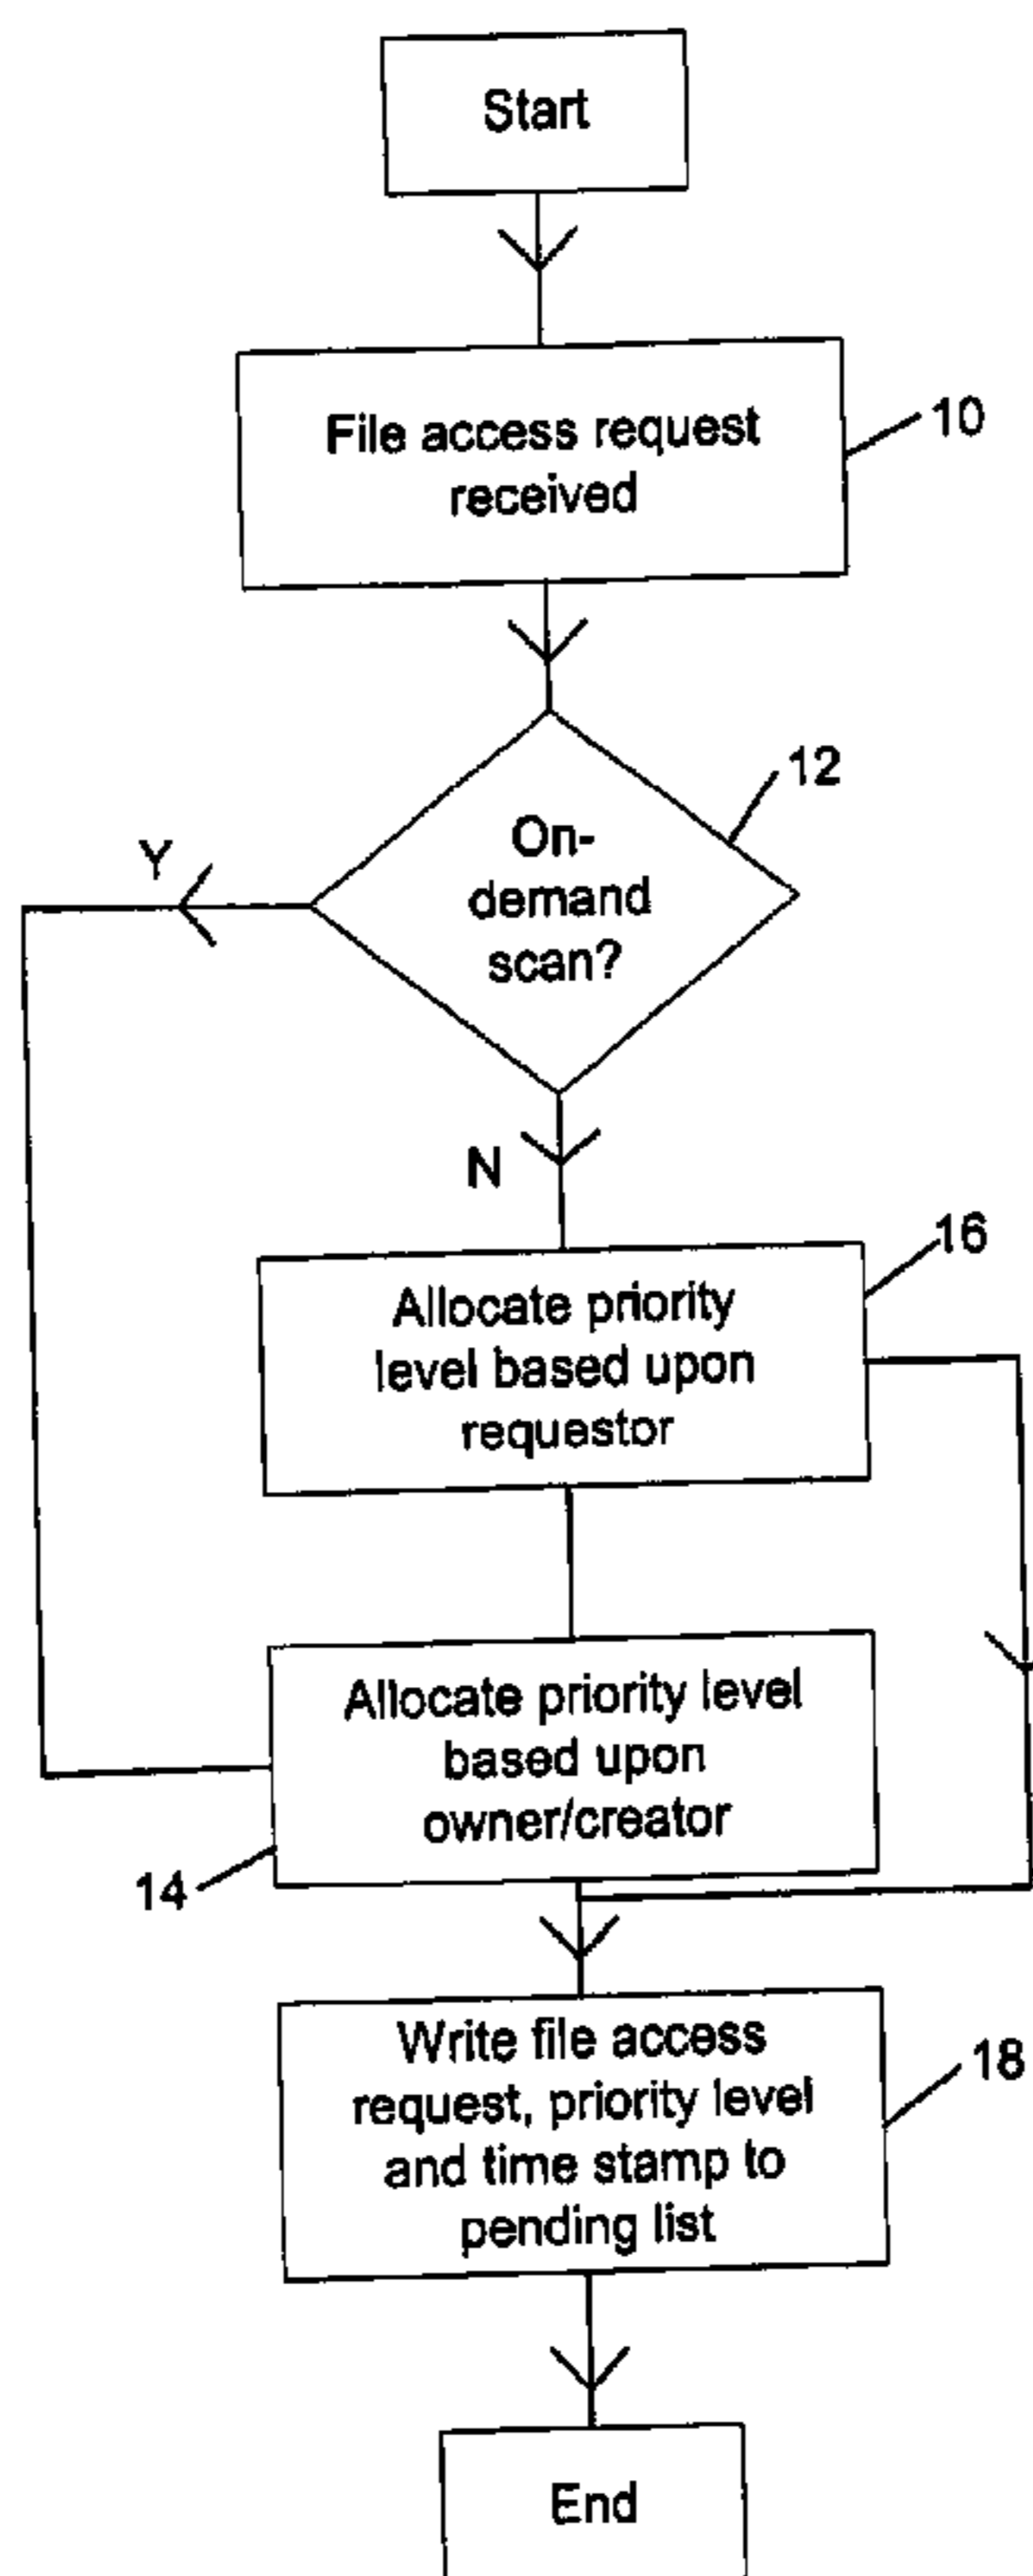 Start
File access request
received
10
12
On-
demand
scan?
Y
N
16
Allocate priority
level based upon
requestor
Allocate priority level
based upon
owner/creator
14
Write file access
request, priority level
and time stamp to
pending list
18
End